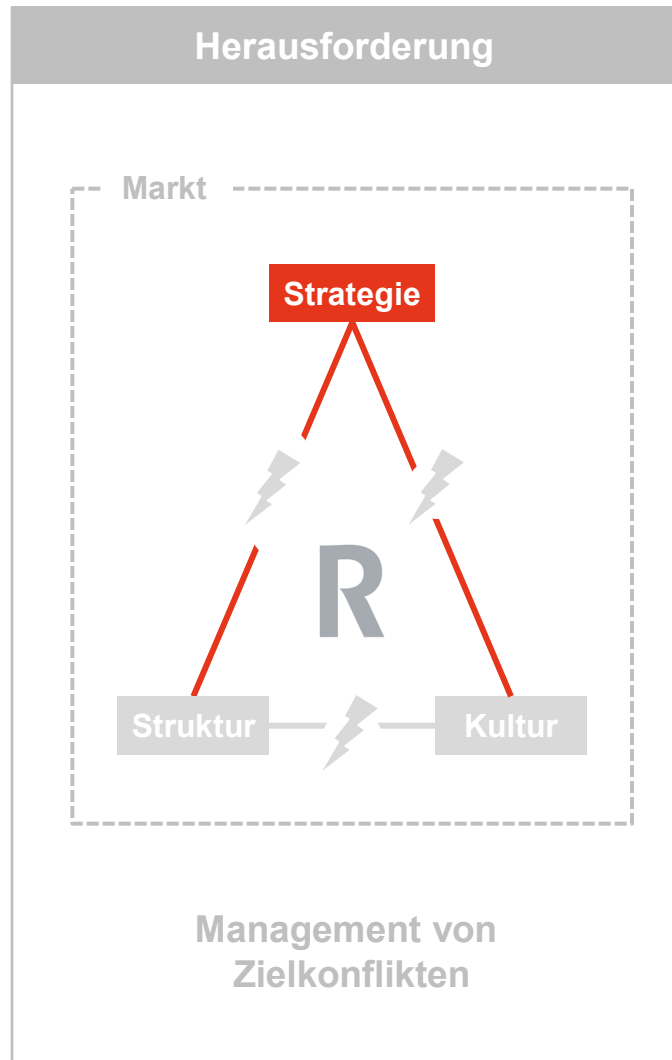 Herausforderung
Markt
Strategie
R
Struktur
Kultur
Management von
Zielkonflikten